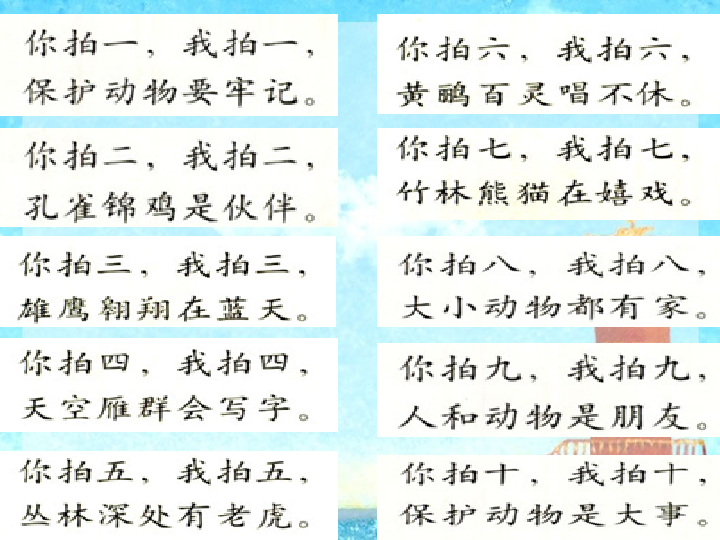 你拍一，我拍一，
保护动物要牢记。
你拍二，我拍二，
孔雀锦鸡是伙伴。
你拍三，我拍三，
雄鹰翱翔在蓝天。
你拍四，我拍四，
天空雁群会写字。
你拍五，我拍五，
丛林深处有老虎。
你拍六，我拍六，
黄鹂百灵唱不休。
你拍七，我拍七，
竹林熊猫在嬉戏。
你拍八，我拍八，
大小动物都有家。
你拍九，我拍九，
人和动物是朋友。
你拍十，我拍十，
保护动物是大事。